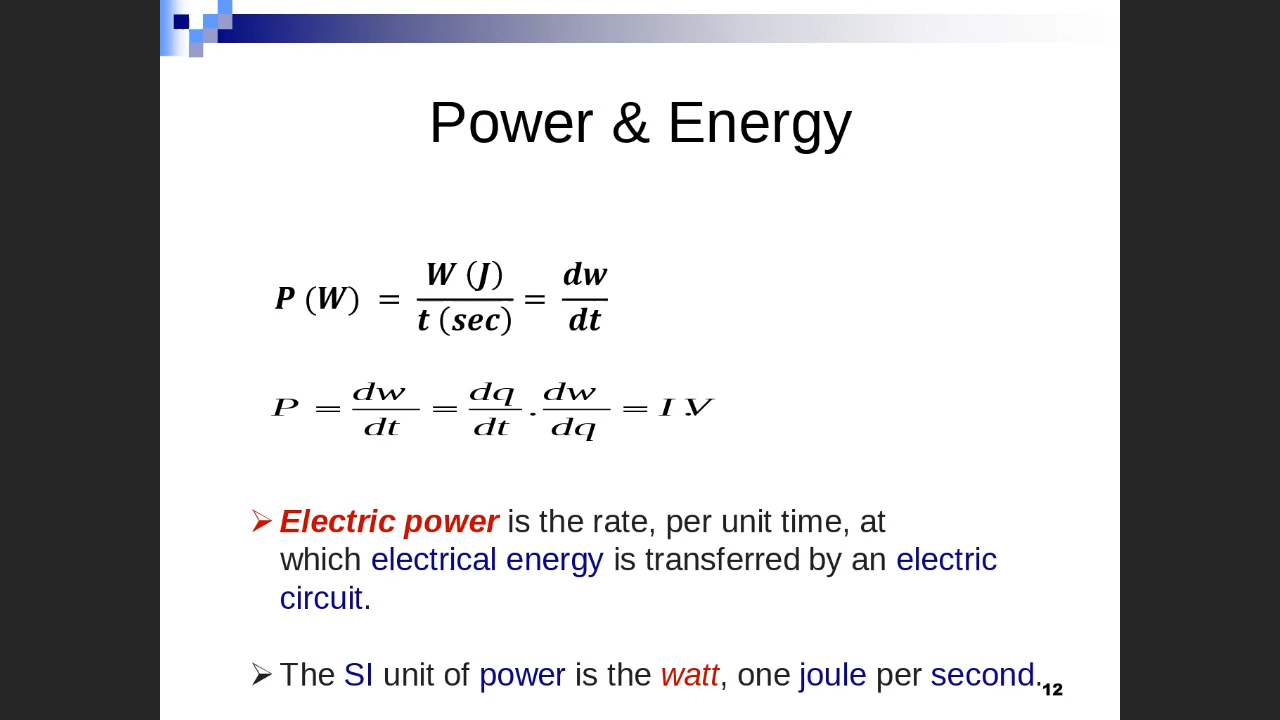 Power & Energy
P (W) = W (J) / t (sec) = dw / dt
P = dw / dt = dq / dt . dw / dq = I.V
➢ Electric power is the rate, per unit time, at
which electrical energy is transferred by an electric
circuit.
➢ The SI unit of power is the watt, one joule per second.
12